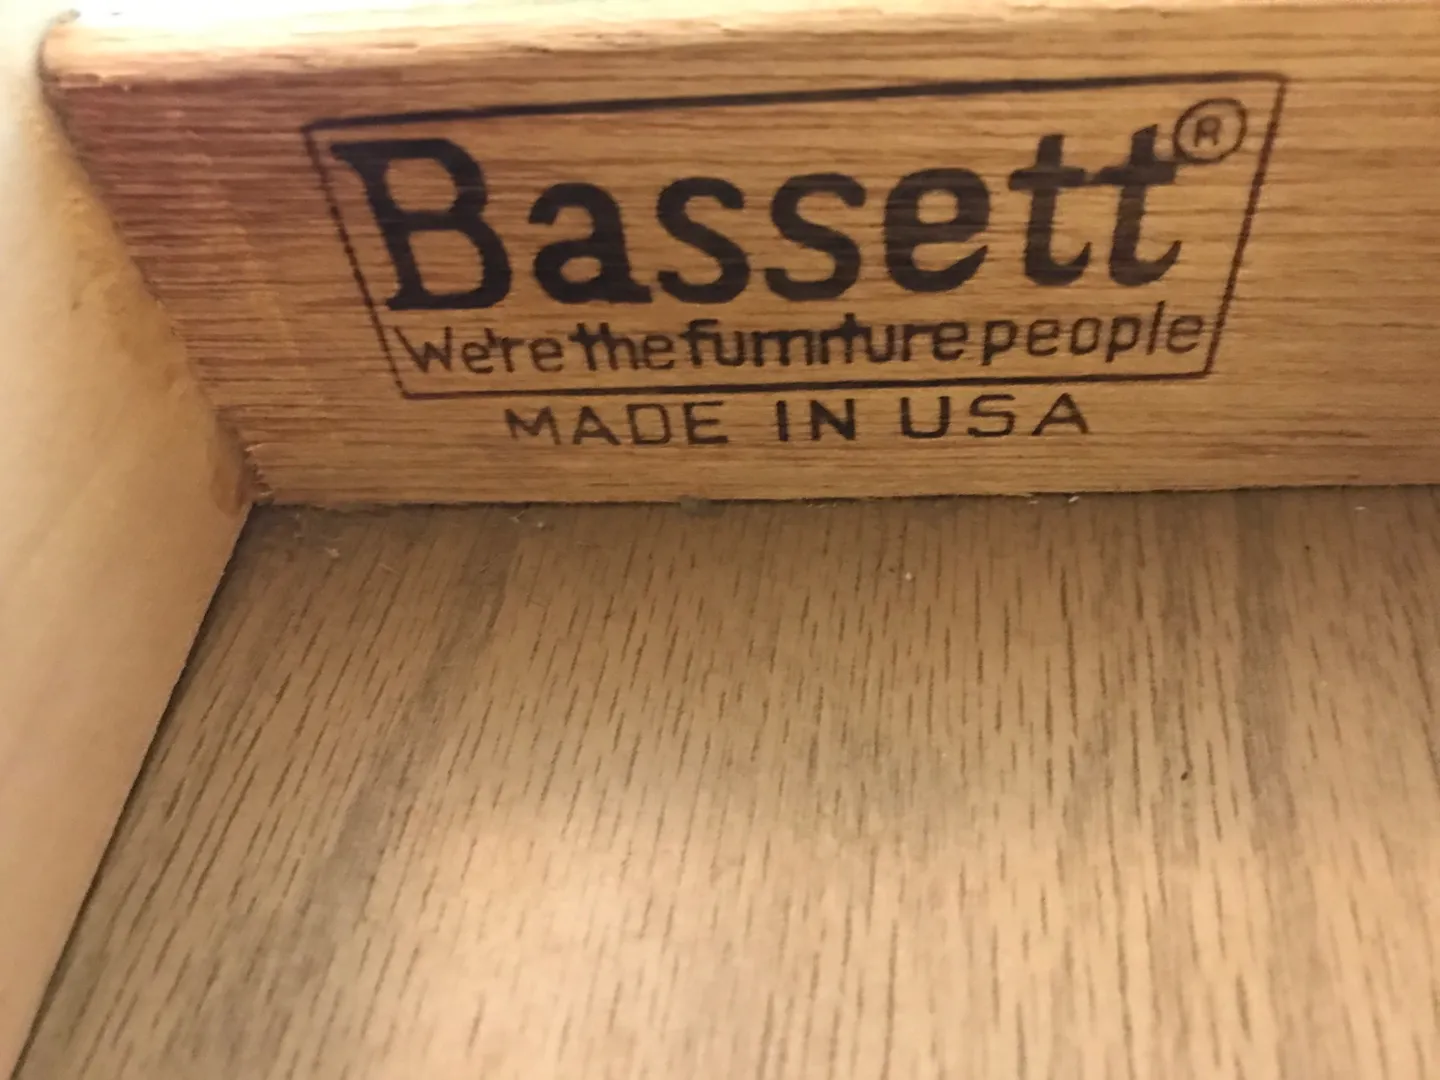 Bassett®
We're the furniture people
MADE IN USA